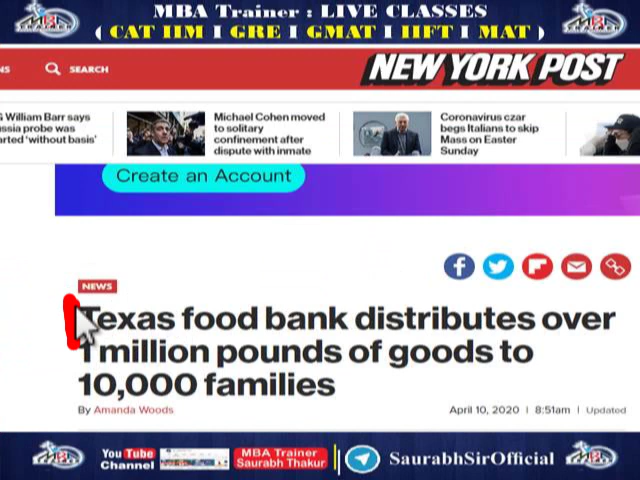 MBA Trainer : LIVE CLASSES
( CAT IIM I GRE I GMAT I IIFT I MAT )
NS
SEARCH
NEW YORK POST
G William Barr says
ussia probe was
arted 'without basis'
Michael Cohen moved
to solitary
confinement after
dispute with inmate
Coronavirus czar
begs Italians to skip
Mass on Easter
Sunday
Create an Account
NEWS
Texas food bank distributes over
1 million pounds of goods to
10,000 families
By Amanda Woods
April 10, 2020 | 8:51am | Updated
You Tube
Channel
MBA Trainer
Saurabh Thakur
SaurabhSirOfficial